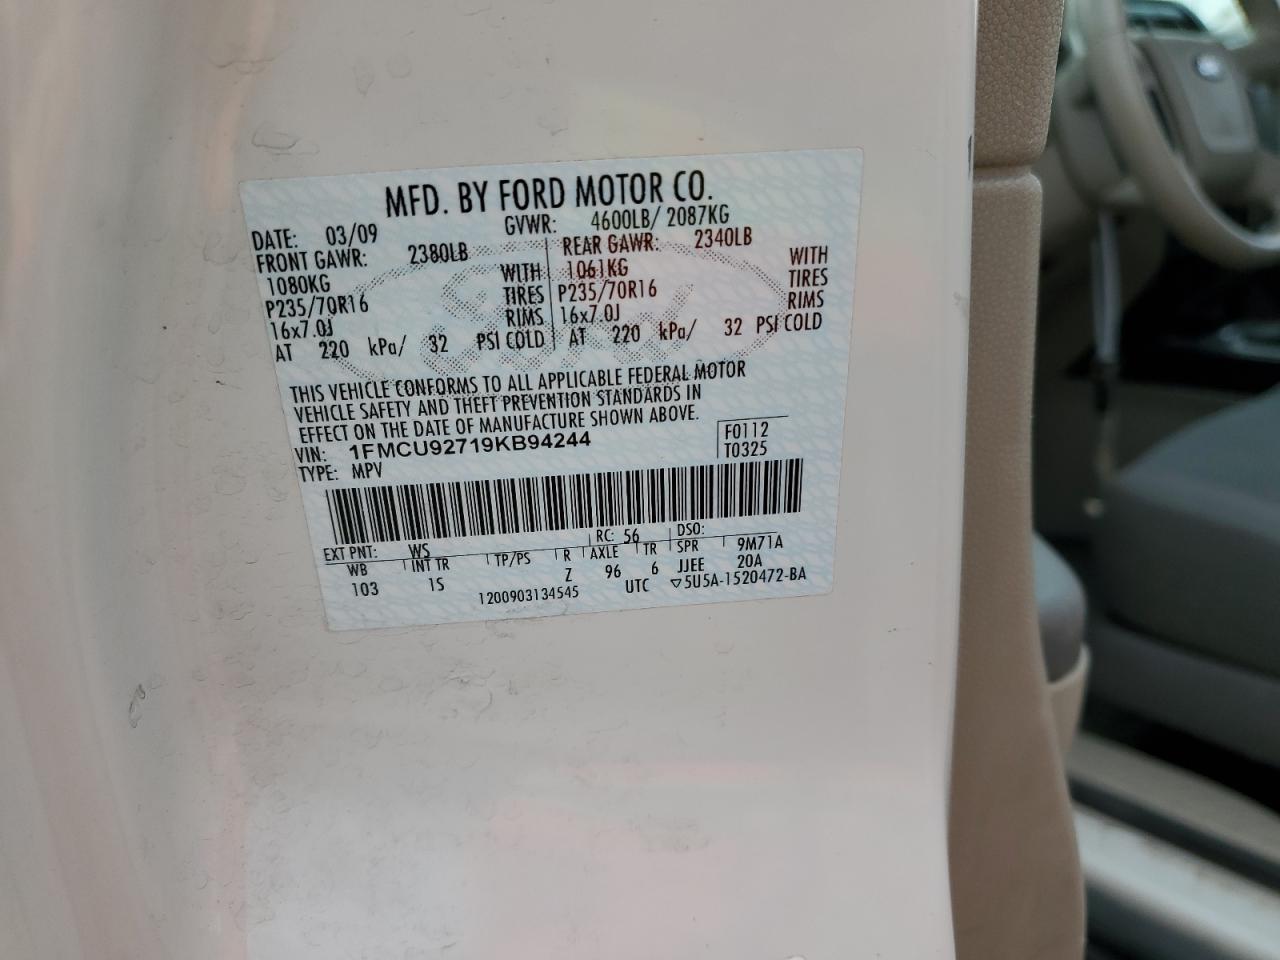 MFD. BY FORD MOTOR CO.
DATE: 03/09 GVWR: 4600LB/ 2087KG
FRONT GAWR: 2380LB REAR GAWR: 2340LB
1080KG WITH 1061KG WITH
P235/70R16 TIRES P235/70R16 TIRES
16x7.0J RIMS 16x7.0J RIMS
AT 220 kPa/ 32 PSI COLD AT 220 kPa/ 32 PSI COLD
THIS VEHICLE CONFORMS TO ALL APPLICABLE FEDERAL MOTOR
VEHICLE SAFETY AND THEFT PREVENTION STANDARDS IN
EFFECT ON THE DATE OF MANUFACTURE SHOWN ABOVE.
VIN: 1FMCU92719KB94244 F0112
TYPE: MPV T0325
EXT PNT: WS RC: 56 DSO:
WB INT TR TP/PS R AXLE TR SPR 9M71A
103 1S Z 96 6 JJEE 20A
1200903134545 UTC ▽5U5A-1520472-BA